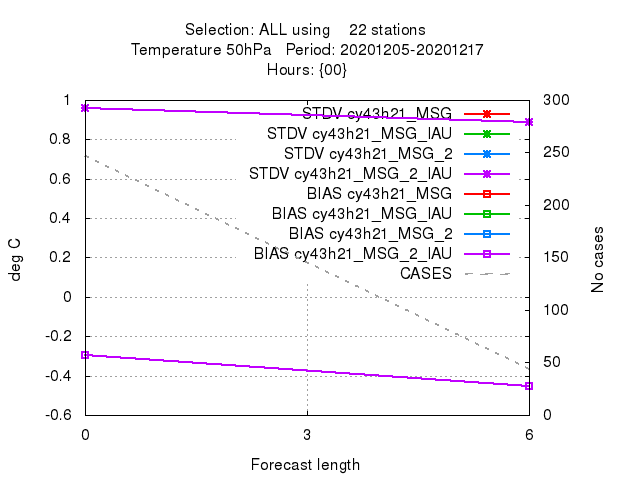 Selection: ALL using 22 stations
Temperature 50hPa Period: 20201205-20201217
Hours: {00}
1
0.8
0.6
0.4
0.2
0
-0.2
-0.4
-0.6
deg C
STDV cy43h21_MSG
STDV cy43h21_MSG_IAU
STDV cy43h21_MSG_2
STDV cy43h21_MSG_2_IAU
BIAS cy43h21_MSG
BIAS cy43h21_MSG_IAU
BIAS cy43h21_MSG_2
BIAS cy43h21_MSG_2_IAU
CASES
300
250
200
150
100
50
0
No cases
0 3 6
Forecast length